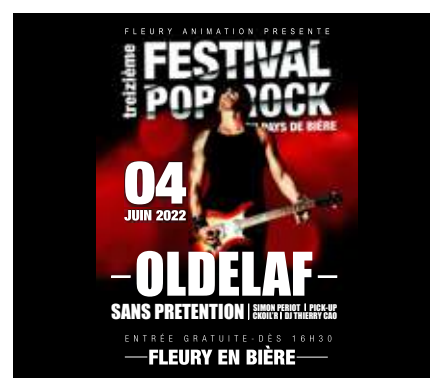 FLEURY ANIMATION PRESENTE
treizième
FESTIVAL
POP ROCK
PAYS DE BIÈRE
04
JUIN 2022
–OLDELAF–
SANS PRETENTION | SIMON PERIOT | PICK-UP
CKOIL'R | DJ THIERRY CAO
ENTRÉE GRATUITE-DÈS 16H30
FLEURY EN BIÈRE